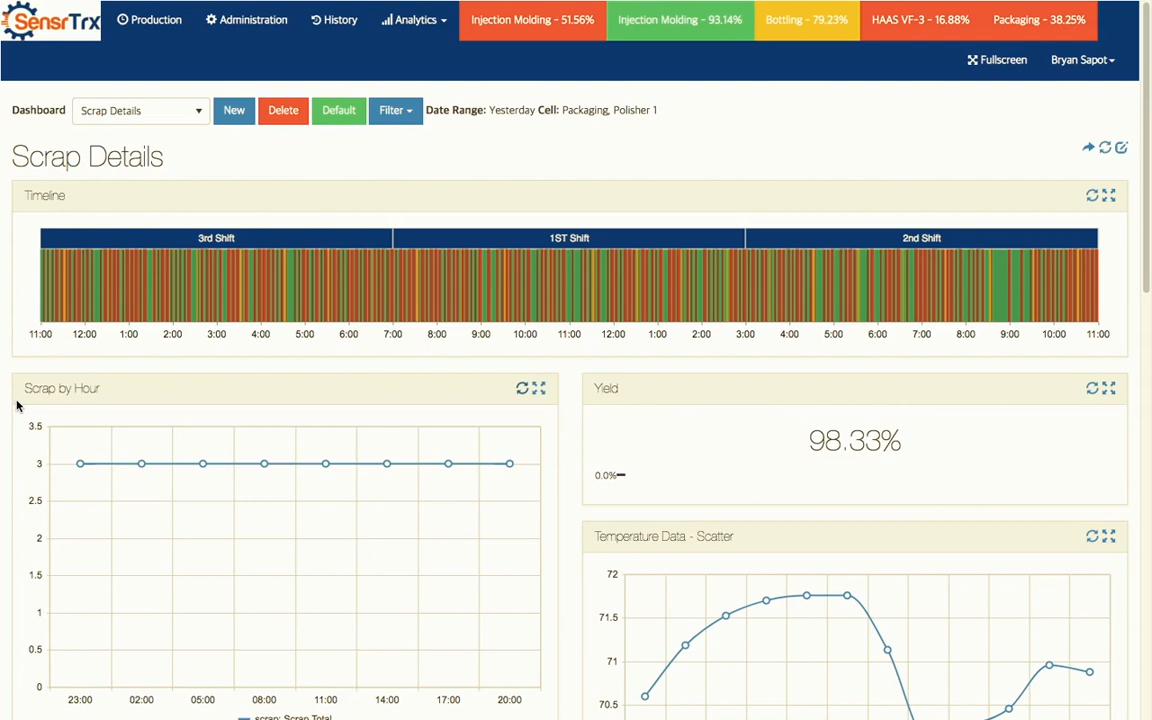 SensrTrx Production Administration History Analytics Injection Molding - 51.56% Injection Molding - 93.14% Bottling - 79.23% HAAS VF-3 - 16.88% Packaging - 38.25%
Fullscreen Bryan Sapot
Dashboard Scrap Details New Delete Default Filter Date Range: Yesterday Cell: Packaging, Polisher 1
Scrap Details
Timeline
3rd Shift 1ST Shift 2nd Shift
11:00 12:00 1:00 2:00 3:00 4:00 5:00 6:00 7:00 8:00 9:00 10:00 11:00 12:00 1:00 2:00 3:00 4:00 5:00 6:00 7:00 8:00 9:00 10:00 11:00
Scrap by Hour
3.5
3
2.5
2
1.5
1
0.5
0
23:00 02:00 05:00 08:00 11:00 14:00 17:00 20:00
scrap: Scrap Total
Yield
98.33%
0.0%
Temperature Data - Scatter
72
71.5
71
70.5